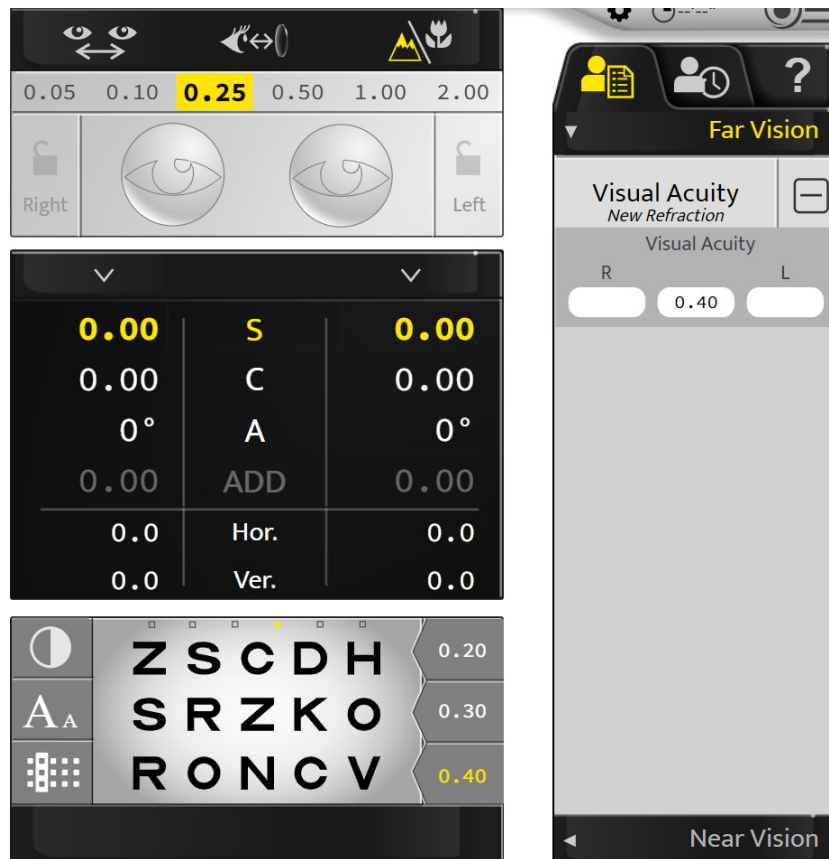 0.05 0.10 0.25 0.50 1.00 2.00
Right Left
0.00 S 0.00
0.00 C 0.00
0° A 0°
0.00 ADD 0.00
0.0 Hor. 0.0
0.0 Ver. 0.0
Z S C D H 0.20
S R Z K O 0.30
R O N C V 0.40
A A
?
Far Vision
Visual Acuity
New Refraction
Visual Acuity
R L
0.40
Near Vision